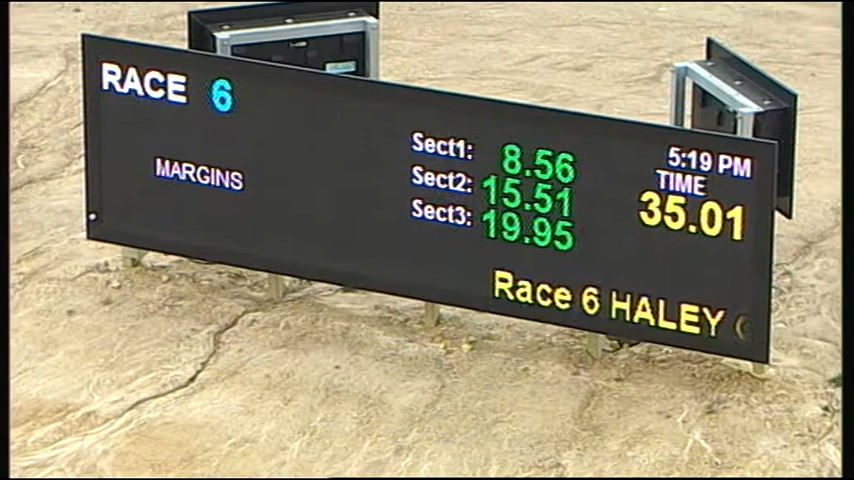 RACE 6
MARGINS
Sect1: 8.56
Sect2: 15.51
Sect3: 19.95
5:19 PM
TIME
35.01
Race 6 HALEY